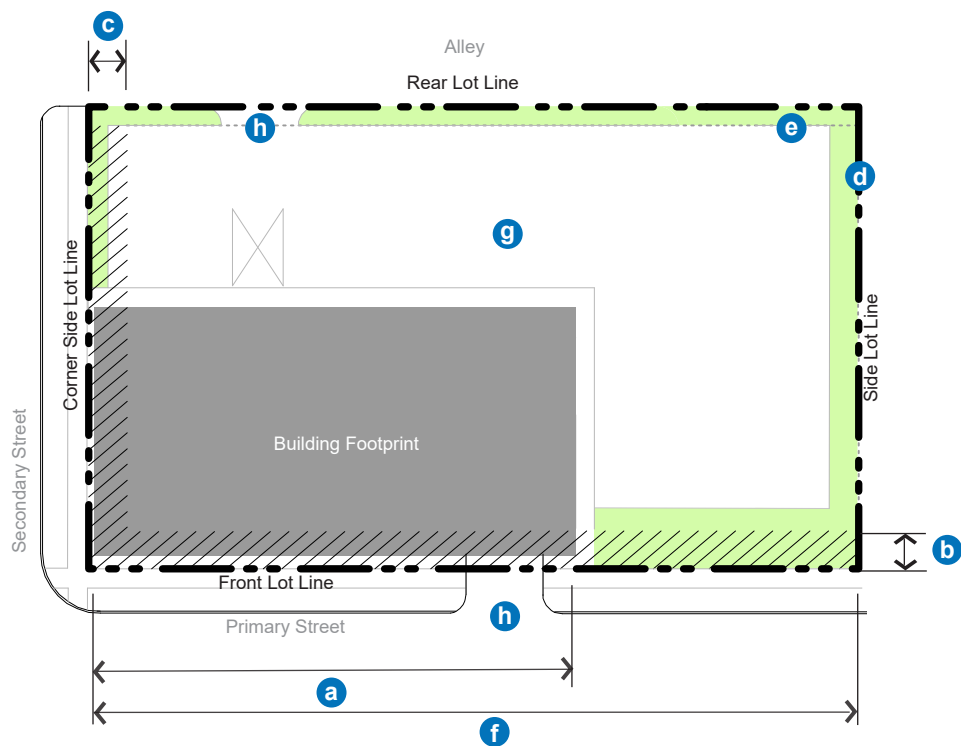 c
Alley
Rear Lot Line
h
e
d
g
Corner Side Lot Line
Side Lot Line
Secondary Street
Building Footprint
b
Front Lot Line
h
Primary Street
a
f